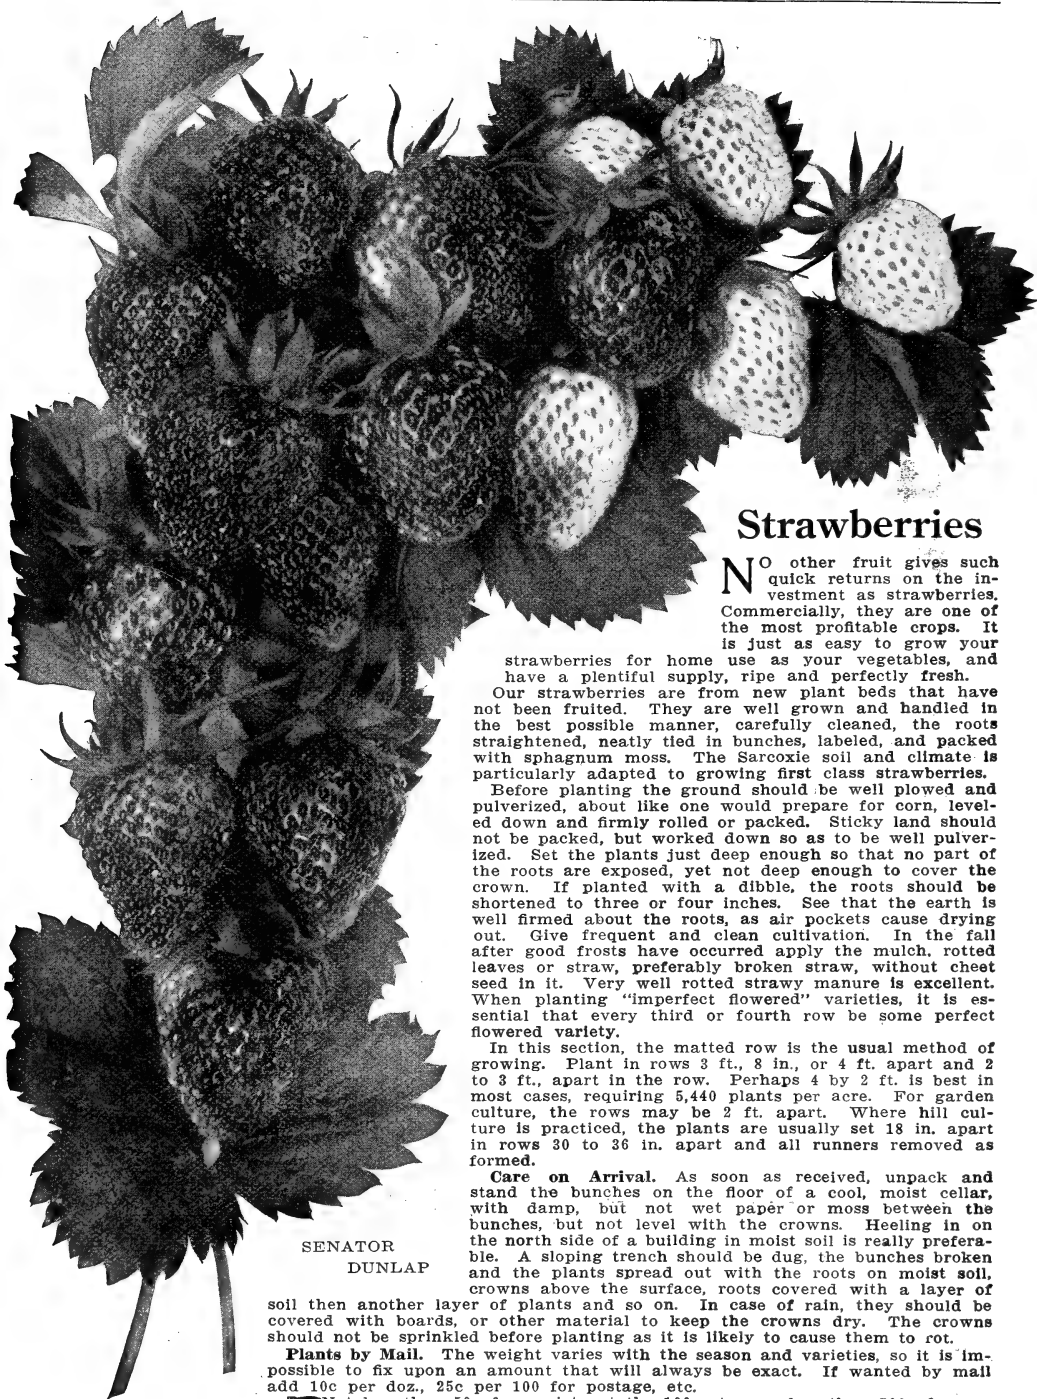 Strawberries
NO other fruit gives such
quick returns on the in-
vestment as strawberries.
Commercially, they are one of
the most profitable crops. It
is just as easy to grow your
strawberries for home use as your vegetables, and
have a plentiful supply, ripe and perfectly fresh.
Our strawberries are from new plant beds that have
not been fruited. They are well grown and handled in
the best possible manner, carefully cleaned, the roots
straightened, neatly tied in bunches, labeled, and packed
with sphagnum moss. The Sarcoxie soil and climate is
particularly adapted to growing first class strawberries.
Before planting the ground should be well plowed and
pulverized, about like one would prepare for corn, level-
ed down and firmly rolled or packed. Sticky land should
not be packed, but worked down so as to be well pulver-
ized. Set the plants just deep enough so that no part of
the roots are exposed, yet not deep enough to cover the
crown. If planted with a dibble, the roots should be
shortened to three or four inches. See that the earth is
well firmed about the roots, as air pockets cause drying
out. Give frequent and clean cultivation. In the fall
after good frosts have occurred apply the mulch, rotted
leaves or straw, preferably broken straw, without cheet
seed in it. Very well rotted strawy manure is excellent.
When planting "imperfect flowered" varieties, it is es-
sential that every third or fourth row be some perfect
flowered variety.
In this section, the matted row is the usual method of
growing. Plant in rows 3 ft., 8 in., or 4 ft. apart and 2
to 3 ft., apart in the row. Perhaps 4 by 2 ft. is best in
most cases, requiring 5,440 plants per acre. For garden
culture, the rows may be 2 ft. apart. Where hill cul-
ture is practiced, the plants are usually set 18 in. apart
in rows 30 to 36 in. apart and all runners removed as
formed.
Care on Arrival. As soon as received, unpack and
stand the bunches on the floor of a cool, moist cellar,
with damp, but not wet paper or moss between the
bunches, but not level with the crowns. Heeling in on
the north side of a building in moist soil is really prefera-
ble. A sloping trench should be dug, the bunches broken
and the plants spread out with the roots on moist soil,
crowns above the surface, roots covered with a layer of
soil then another layer of plants and so on. In case of rain, they should be
covered with boards, or other material to keep the crowns dry. The crowns
should not be sprinkled before planting as it is likely to cause them to rot.
Plants by Mail. The weight varies with the season and varieties, so it is im-
possible to fix upon an amount that will always be exact. If wanted by mail
add 10c per doz., 25c per 100 for postage, etc.
SENATOR
DUNLAP